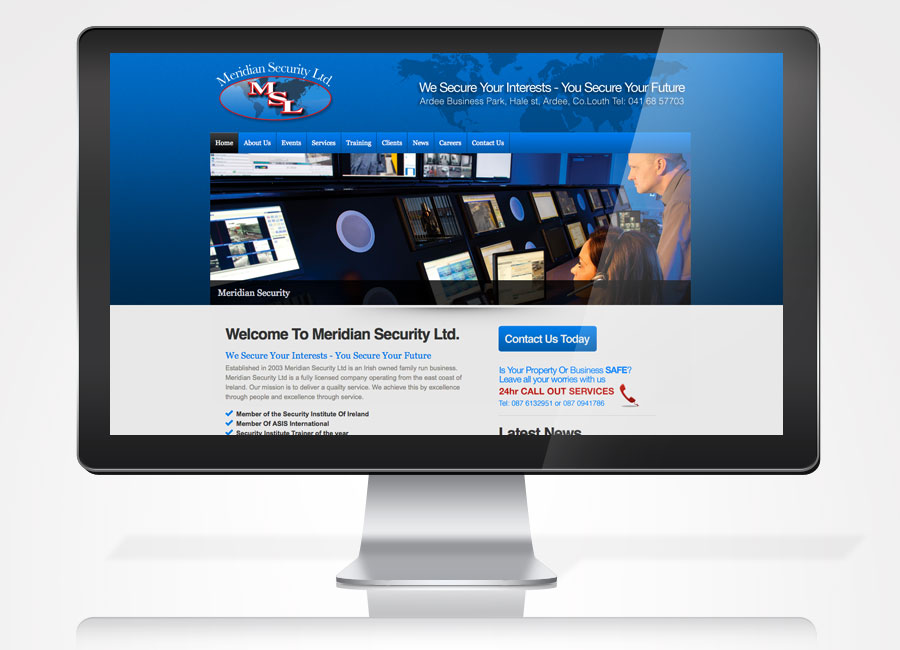 Meridian Security Ltd.
MSL
We Secure Your Interests - You Secure Your Future
Ardee Business Park, Hale st, Ardee, Co.Louth Tel: 041 68 57703
Home About Us Events Services Training Clients News Careers Contact Us
Meridian Security
Welcome To Meridian Security Ltd.
We Secure Your Interests - You Secure Your Future
Established in 2003 Meridian Security Ltd is an Irish owned family run business.
Meridian Security Ltd is a fully licensed company operating from the east coast of
Ireland. Our mission is to deliver a quailty service. We achieve this by excellence
through people and excellence through service.
Member of the Security Institute Of Ireland
Member Of ASIS International
Security Institute Trainer of the year
Contact Us Today
Is Your Property Or Business SAFE?
Leave all your worries with us
24hr CALL OUT SERVICES
Tel: 087 6132951 or 087 0941786
Latest News